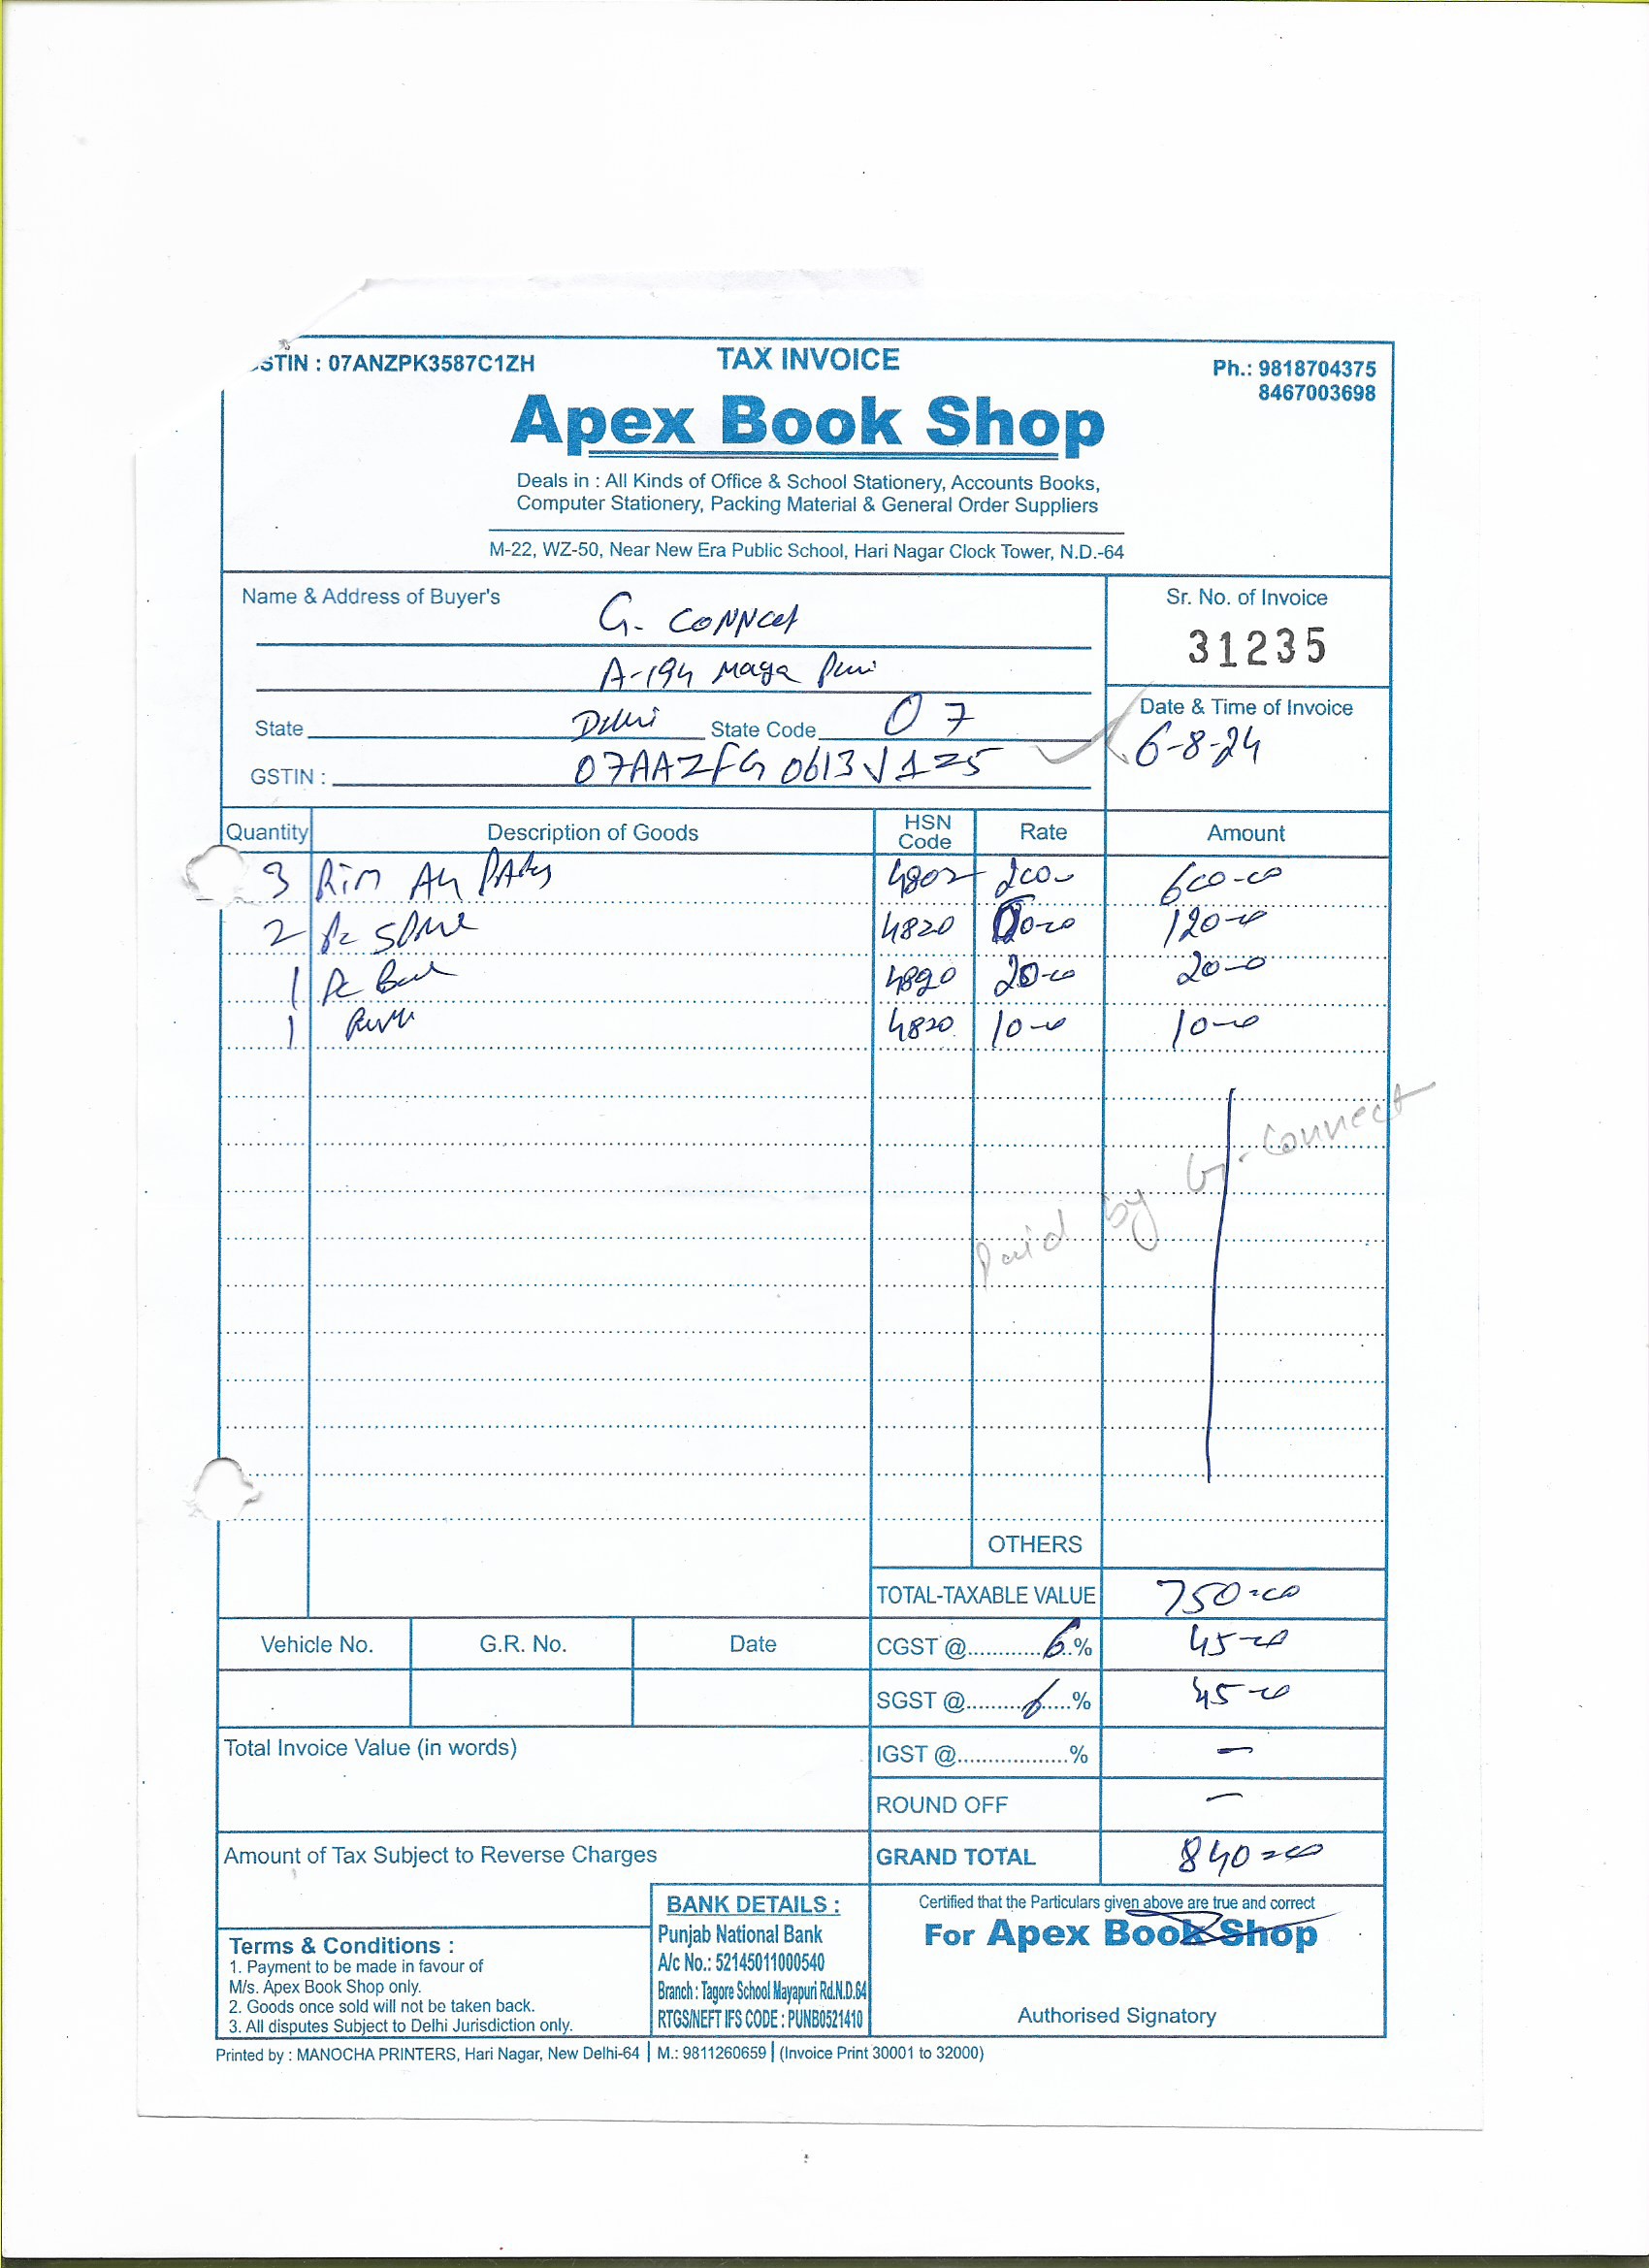 STIN : 07ANZPK3587C1ZH
TAX INVOICE
Ph.: 9818704375
8467003698
Apex Book Shop
Deals in : All Kinds of Office & School Stationery, Accounts Books,
Computer Stationery, Packing Material & General Order Suppliers
M-22, WZ-50, Near New Era Public School, Hari Nagar Clock Tower, N.D.-64
Name & Address of Buyer's G. Connect
A-194 Maya Puri
Sr. No. of Invoice
31235
State Delhi State Code 07
GSTIN : 07AAZFG0613J1Z5
Date & Time of Invoice
6-8-24
Quantity Description of Goods HSN Code Rate Amount
3 Rim A4 4802 200- 600-00
2 Pc 4820 120-00
1 Pc 4820 20-00 20-00
1 4820 10-00 10-00
Paid by G. Connect
OTHERS
TOTAL-TAXABLE VALUE 750=00
Vehicle No. G.R. No. Date
CGST @............6.% 45-00
SGST @.........6.....% 45-00
Total Invoice Value (in words)
IGST @..................% –
ROUND OFF –
Amount of Tax Subject to Reverse Charges
GRAND TOTAL 840=00
BANK DETAILS :
Punjab National Bank
A/c No.: 52145011000540
Branch : Tagore School Mayapuri Rd.N.D.64
RTGS/NEFT IFS CODE : PUNB0521410
Certified that the Particulars given above are true and correct
For Apex Book Shop
Authorised Signatory
Terms & Conditions :
1. Payment to be made in favour of
M/s. Apex Book Shop only.
2. Goods once sold will not be taken back.
3. All disputes Subject to Delhi Jurisdiction only.
Printed by : MANOCHA PRINTERS, Hari Nagar, New Delhi-64 | M.: 9811260659 | (Invoice Print 30001 to 32000)